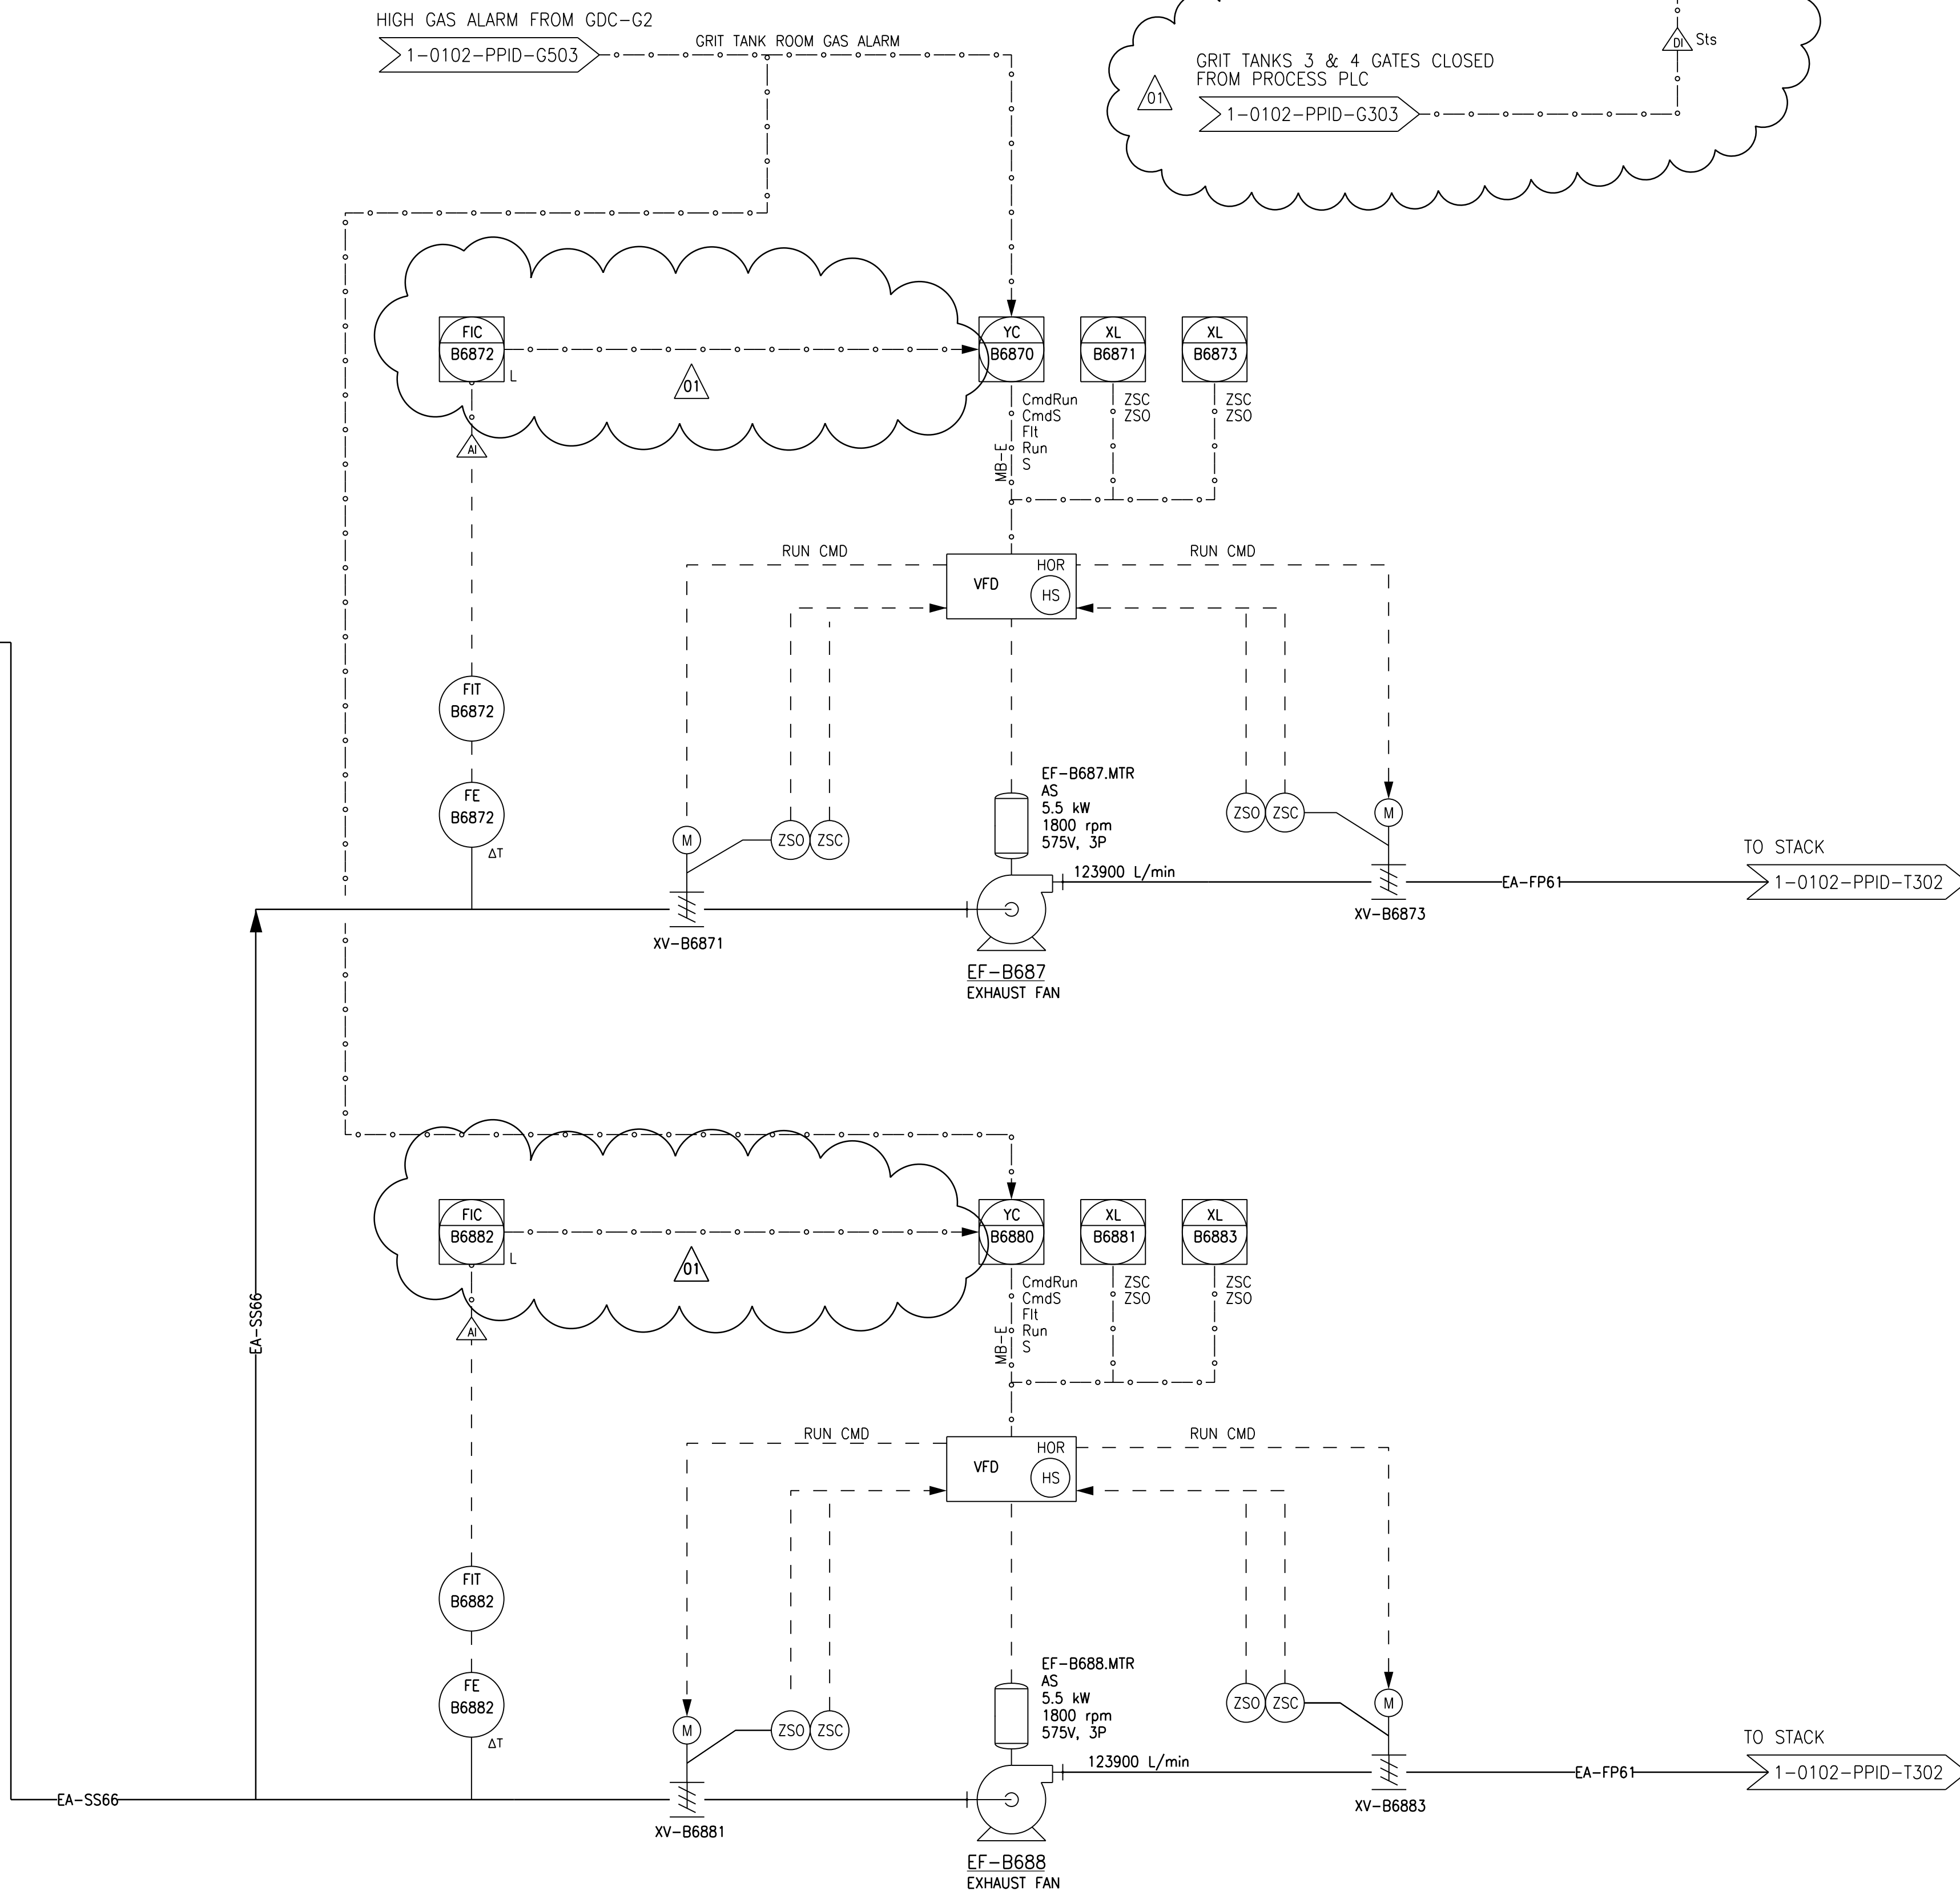 HIGH GAS ALARM FROM GDC-G2
1-0102-PPID-G503
GRIT TANK ROOM GAS ALARM
GRIT TANKS 3 & 4 GATES CLOSED
FROM PROCESS PLC
01
1-0102-PPID-G303
DI
Sts
FIC
B6872
L
01
YC
B6870
XL
B6871
XL
B6873
AI
MB-E
CmdRun
CmdS
Flt
Run
S
ZSC
ZSO
ZSC
ZSO
RUN CMD
VFD
HOR
HS
RUN CMD
FIT
B6872
FE
B6872
ΔT
M
ZSO
ZSC
EF-B687.MTR
AS
5.5 kW
1800 rpm
575V, 3P
ZSO
ZSC
M
123900 L/min
EA-FP61
TO STACK
1-0102-PPID-T302
XV-B6871
XV-B6873
EF-B687
EXHAUST FAN
EA-SS66
FIC
B6882
L
01
YC
B6880
XL
B6881
XL
B6883
AI
MB-E
CmdRun
CmdS
Flt
Run
S
ZSC
ZSO
ZSC
ZSO
RUN CMD
VFD
HOR
HS
RUN CMD
FIT
B6882
FE
B6882
ΔT
M
ZSO
ZSC
EF-B688.MTR
AS
5.5 kW
1800 rpm
575V, 3P
ZSO
ZSC
M
123900 L/min
EA-FP61
TO STACK
1-0102-PPID-T302
EA-SS66
XV-B6881
XV-B6883
EF-B688
EXHAUST FAN